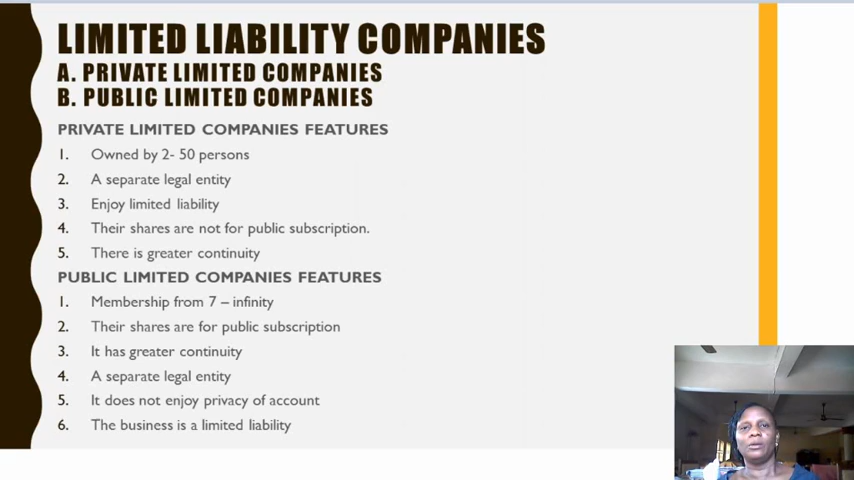 LIMITED LIABILITY COMPANIES
A. PRIVATE LIMITED COMPANIES
B. PUBLIC LIMITED COMPANIES
PRIVATE LIMITED COMPANIES FEATURES
1. Owned by 2- 50 persons
2. A separate legal entity
3. Enjoy limited liability
4. Their shares are not for public subscription.
5. There is greater continuity
PUBLIC LIMITED COMPANIES FEATURES
1. Membership from 7 – infinity
2. Their shares are for public subscription
3. It has greater continuity
4. A separate legal entity
5. It does not enjoy privacy of account
6. The business is a limited liability